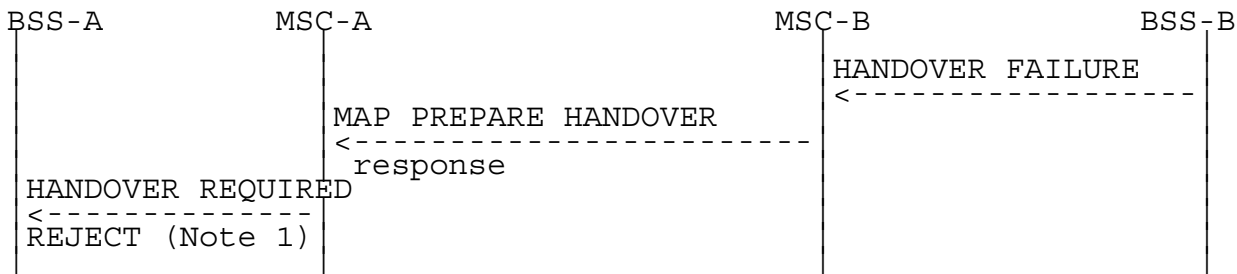 BSS-A MSC-A MSC-B BSS-B
HANDOVER FAILURE
MAP PREPARE HANDOVER
response
HANDOVER REQUIRED
REJECT (Note 1)